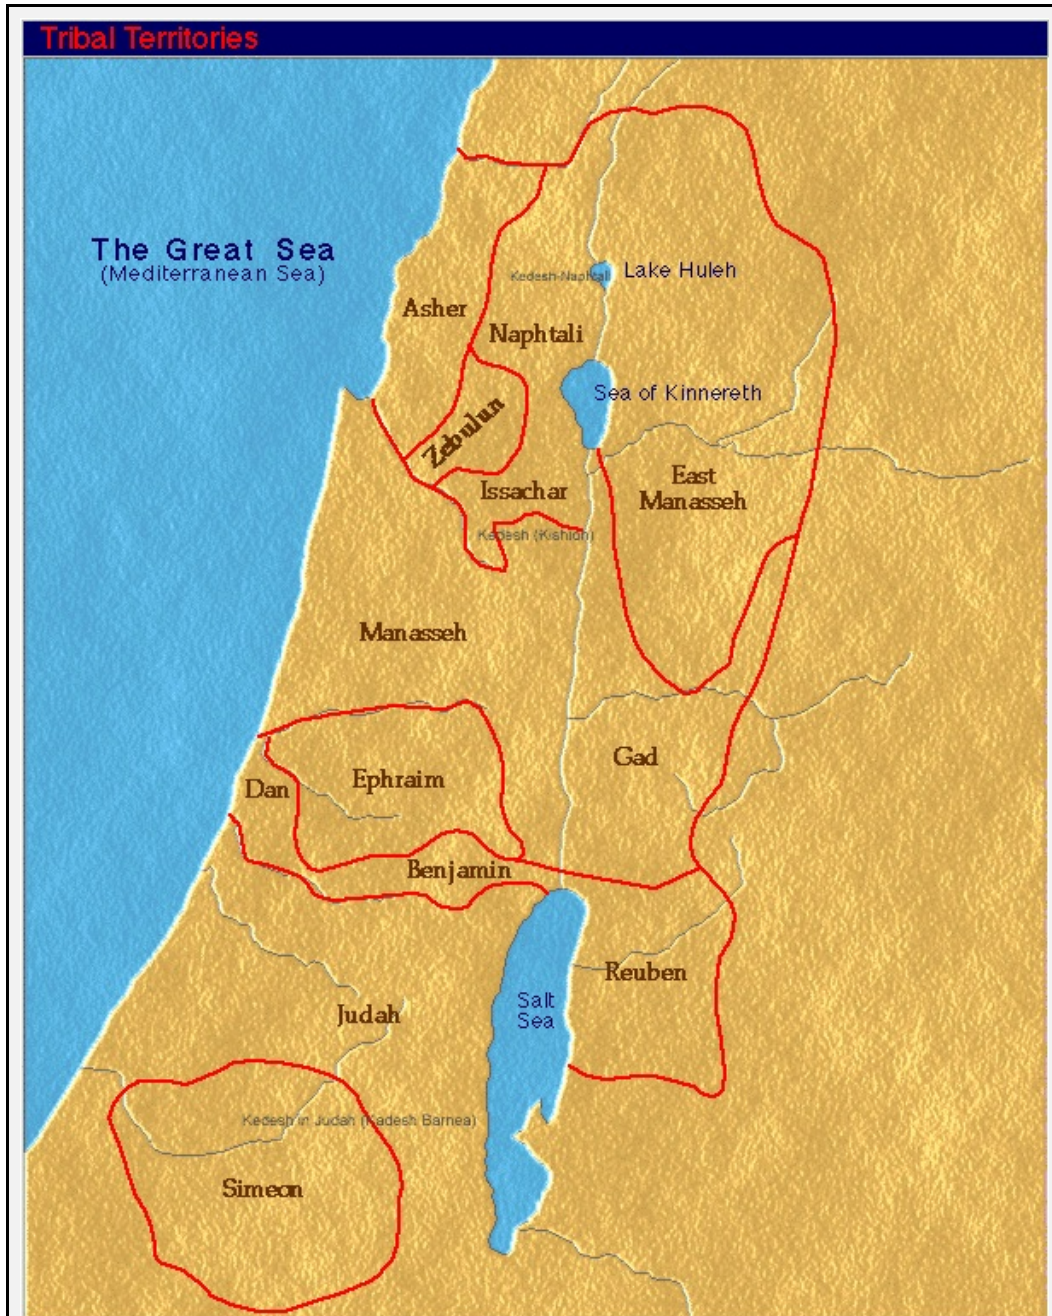 Tribal Territories
The Great Sea
(Mediterranean Sea)
Kedesh-Naphtali
Lake Huleh
Asher
Naphtali
Sea of Kinnereth
Zebulun
East
Manasseh
Issachar
Kedesh (Kishion)
Manasseh
Gad
Ephraim
Dan
Benjamin
Reuben
Salt
Sea
Judah
Kedesh in Judah (Kadesh Barnea)
Simeon